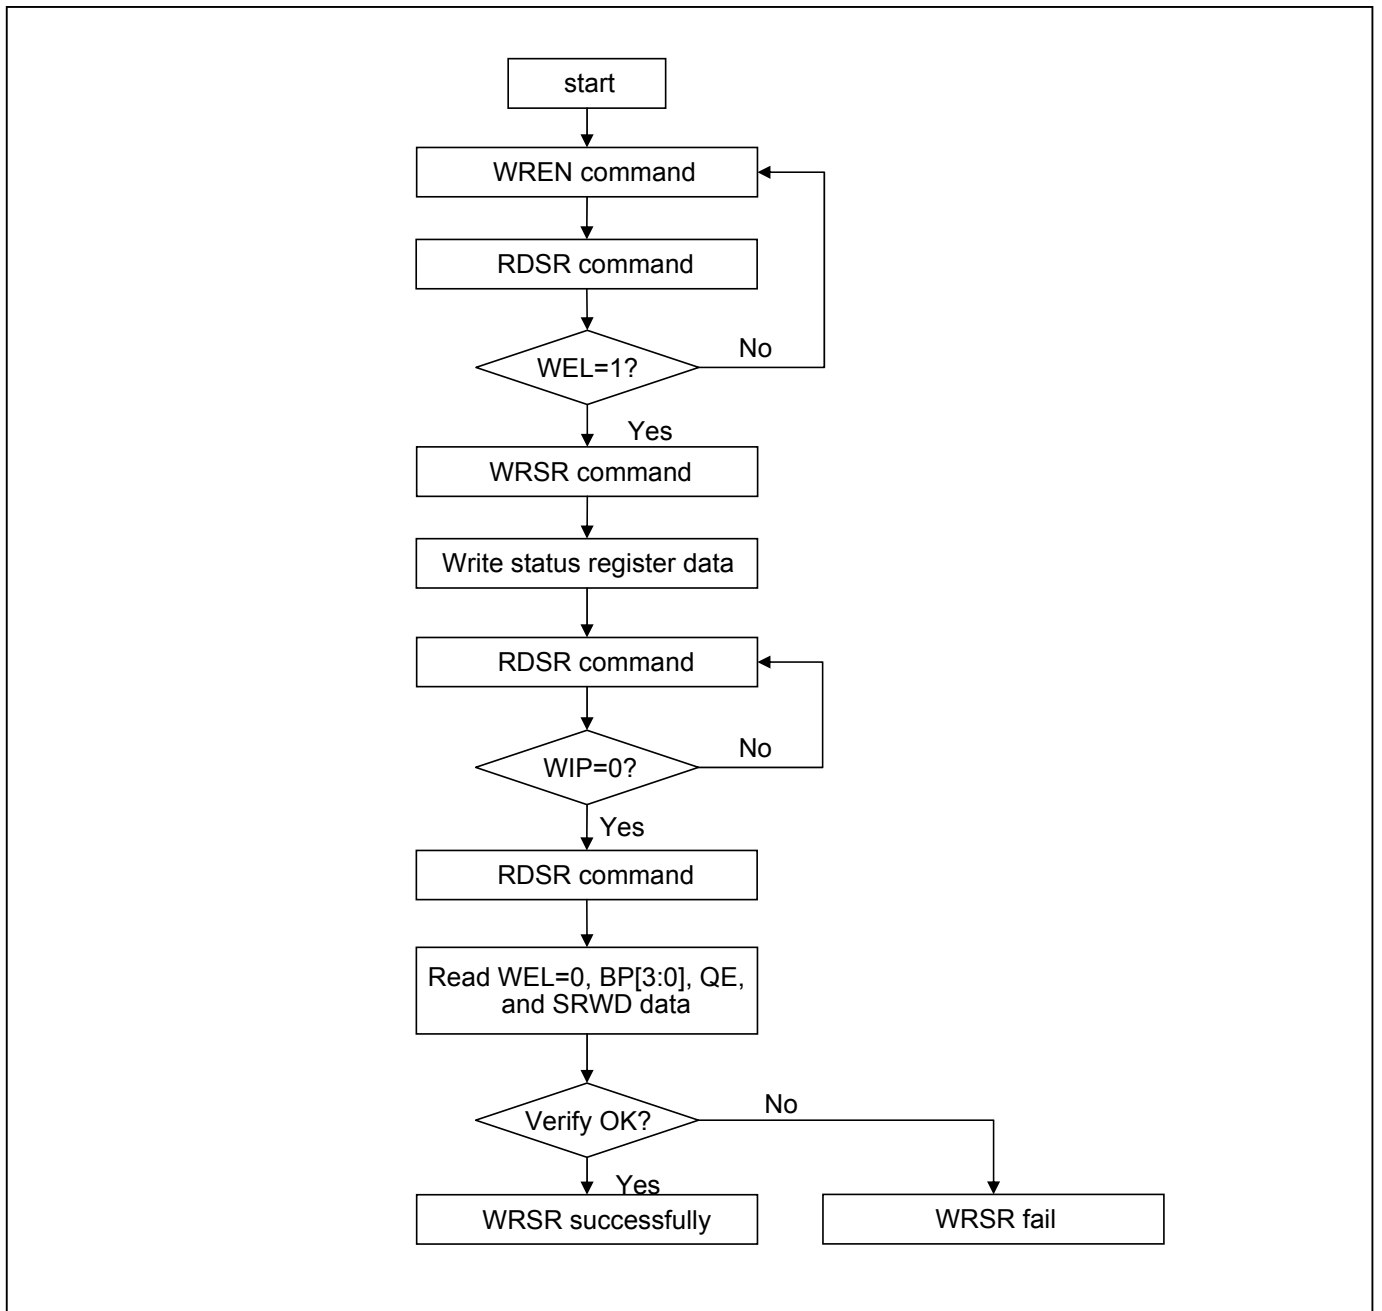 start
WREN command
RDSR command
WEL=1?
No
Yes
WRSR command
Write status register data
RDSR command
WIP=0?
No
Yes
RDSR command
Read WEL=0, BP[3:0], QE,
and SRWD data
Verify OK?
No
Yes
WRSR successfully
WRSR fail